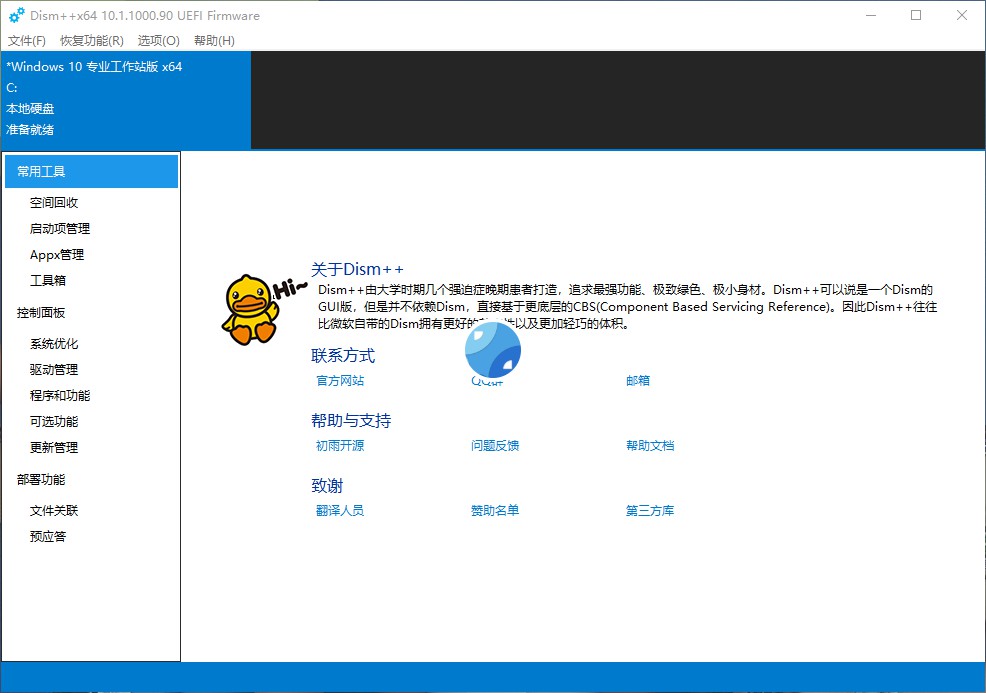 Dism++x64 10.1.1000.90 UEFI Firmware
文件(F) 恢复功能(R) 选项(O) 帮助(H)
*Windows 10 专业工作站版 x64
C:
本地硬盘
准备就绪
常用工具
空间回收
启动项管理
Appx管理
工具箱
控制面板
系统优化
驱动管理
程序和功能
可选功能
更新管理
部署功能
文件关联
预应答
Hi~
关于Dism++
Dism++由大学时期几个强迫症晚期患者打造，追求最强功能、极致绿色、极小身材。Dism++可以说是一个Dism的
GUI版，但是并不依赖Dism，直接基于更底层的CBS(Component Based Servicing Reference)。因此Dism++往往
比微软自带的Dism拥有更好的 以及更加轻巧的体积。
联系方式
官方网站 QQ群 邮箱
帮助与支持
初雨开源 问题反馈 帮助文档
致谢
翻译人员 赞助名单 第三方库